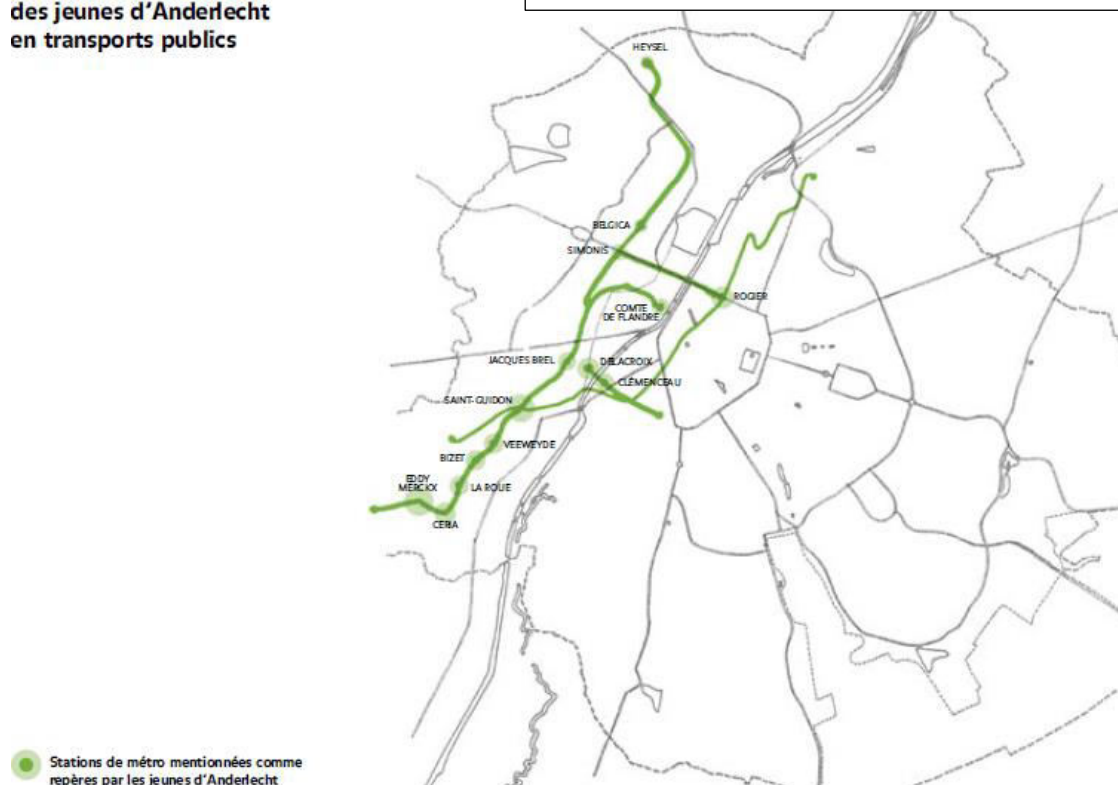 des jeunes d'Anderlecht
en transports publics
HEYSEL
BELGICA
SIMONIS
ROGIER
COMTE
DE FLANDRE
JACQUES BREL
DELACROIX
CLÉMENCEAU
SAINT-GUIDON
VEEWEYDE
BIZET
EDDY
MERCKX
LA ROUE
CERIA
Stations de métro mentionnées comme
repères par les jeunes d'Anderlecht